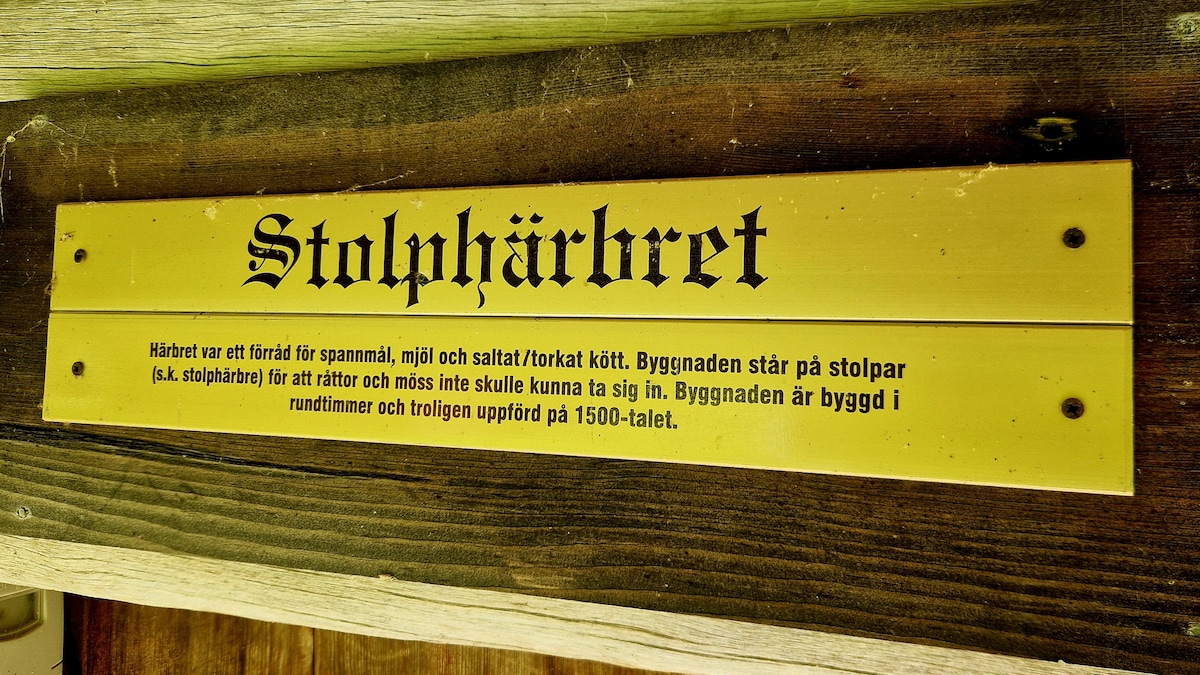 Stolphärbret
Härbret var ett förråd för spannmål, mjöl och saltat/torkat kött. Byggnaden står på stolpar
(s.k. stolphärbre) för att råttor och möss inte skulle kunna ta sig in. Byggnaden är byggd i
rundtimmer och troligen uppförd på 1500-talet.